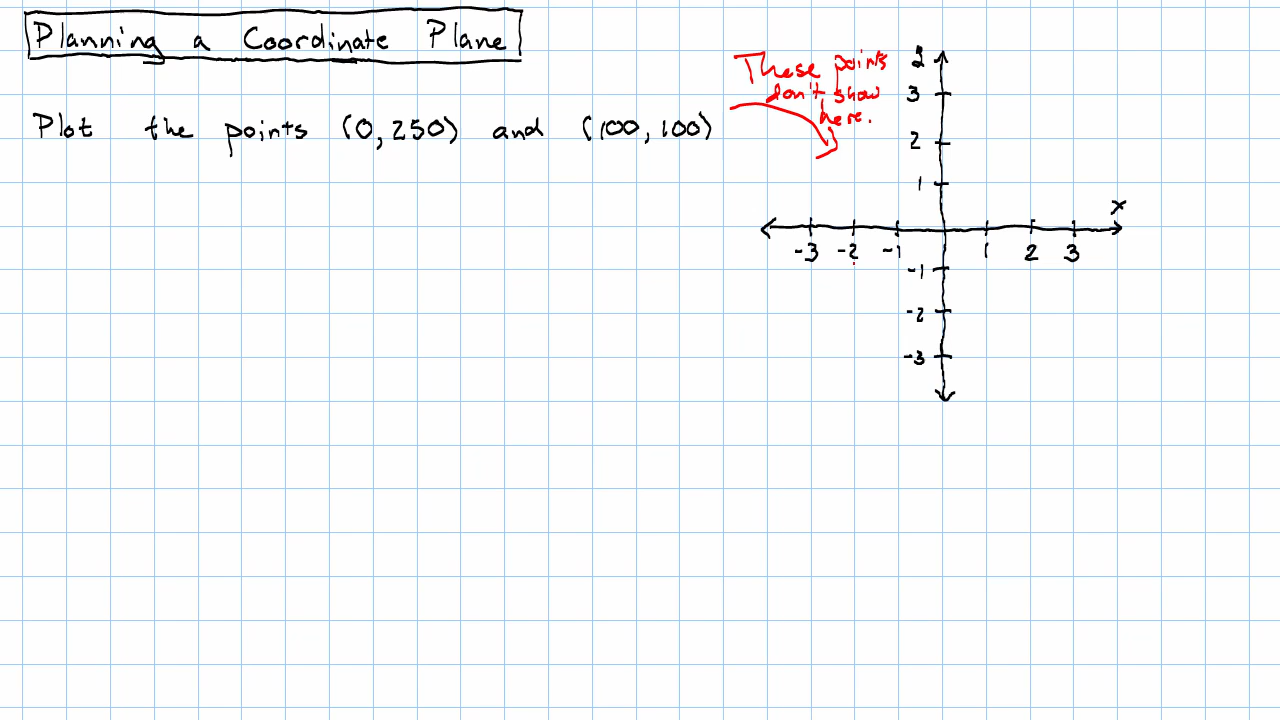 Planning a Coordinate Plane
Plot the points (0, 250) and (100, 100)
These points
don't show
here.
3
2
1
x
-3 -2 -1 1 2 3
-1
-2
-3